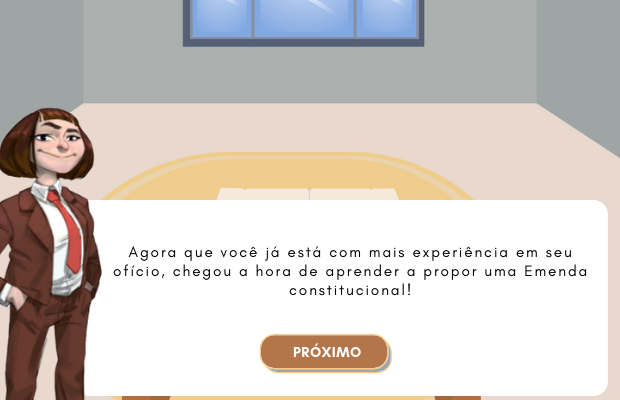 Agora que você já está com mais experiência em seu
ofício, chegou a hora de aprender a propor uma Emenda
constitucional!
PRÓXIMO